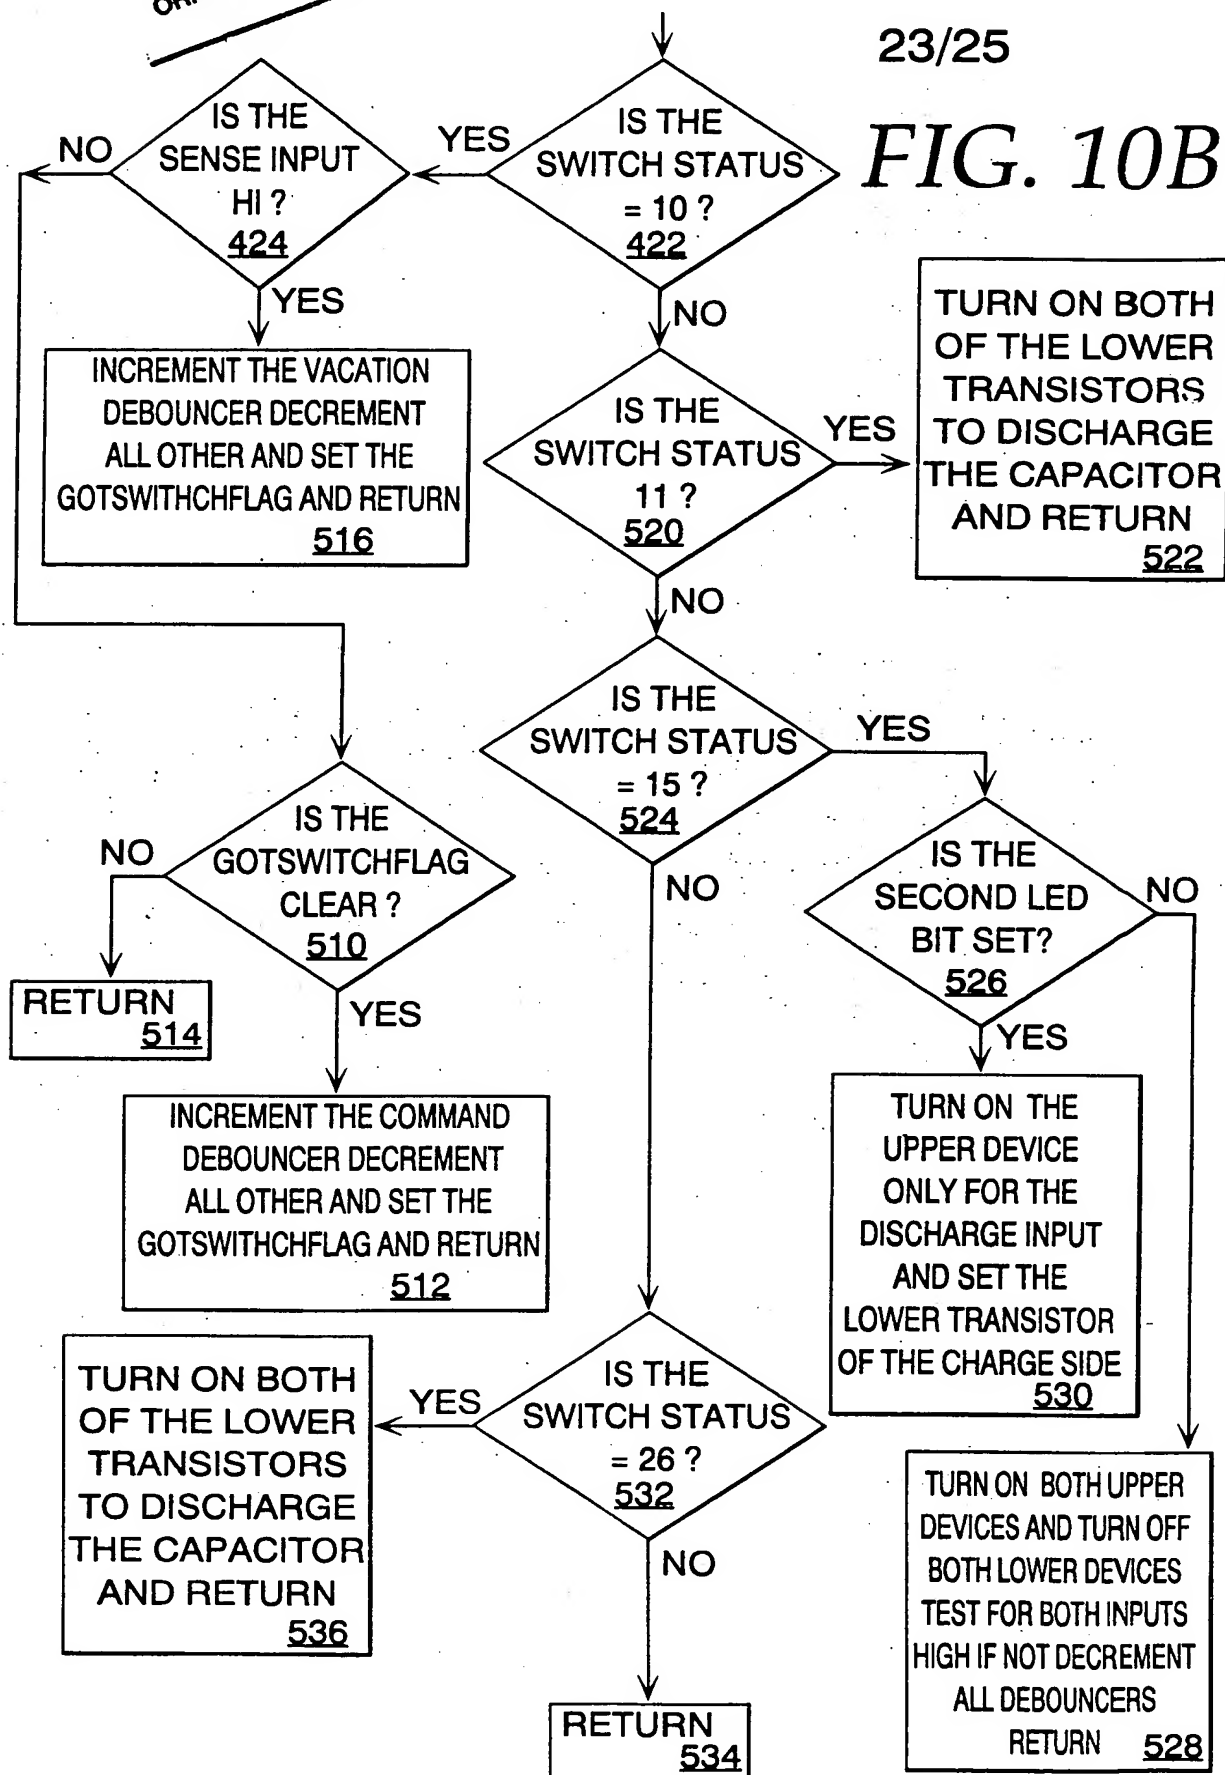 23/25
FIG. 10B
IS THE
SENSE INPUT
HI ?
424
NO
YES
IS THE
SWITCH STATUS
= 10 ?
422
YES
NO
INCREMENT THE VACATION
DEBOUNCER DECREMENT
ALL OTHER AND SET THE
GOTSWITHCHFLAG AND RETURN
516
IS THE
SWITCH STATUS
11 ?
520
YES
TURN ON BOTH
OF THE LOWER
TRANSISTORS
TO DISCHARGE
THE CAPACITOR
AND RETURN
522
NO
IS THE
SWITCH STATUS
= 15 ?
524
YES
NO
IS THE
GOTSWITCHFLAG
CLEAR ?
510
NO
RETURN
514
YES
INCREMENT THE COMMAND
DEBOUNCER DECREMENT
ALL OTHER AND SET THE
GOTSWITHCHFLAG AND RETURN
512
IS THE
SECOND LED
BIT SET?
526
NO
YES
TURN ON THE
UPPER DEVICE
ONLY FOR THE
DISCHARGE INPUT
AND SET THE
LOWER TRANSISTOR
OF THE CHARGE SIDE
530
IS THE
SWITCH STATUS
= 26 ?
532
YES
TURN ON BOTH
OF THE LOWER
TRANSISTORS
TO DISCHARGE
THE CAPACITOR
AND RETURN
536
NO
RETURN
534
TURN ON BOTH UPPER
DEVICES AND TURN OFF
BOTH LOWER DEVICES
TEST FOR BOTH INPUTS
HIGH IF NOT DECREMENT
ALL DEBOUNCERS
RETURN
528